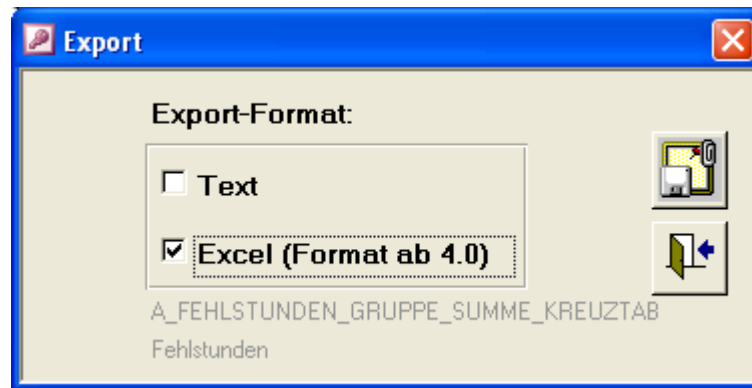 Export
Export-Format:
Text
Excel (Format ab 4.0)
A_FEHLSTUNDEN_GRUPPE_SUMME_KREUZTAB
Fehlstunden